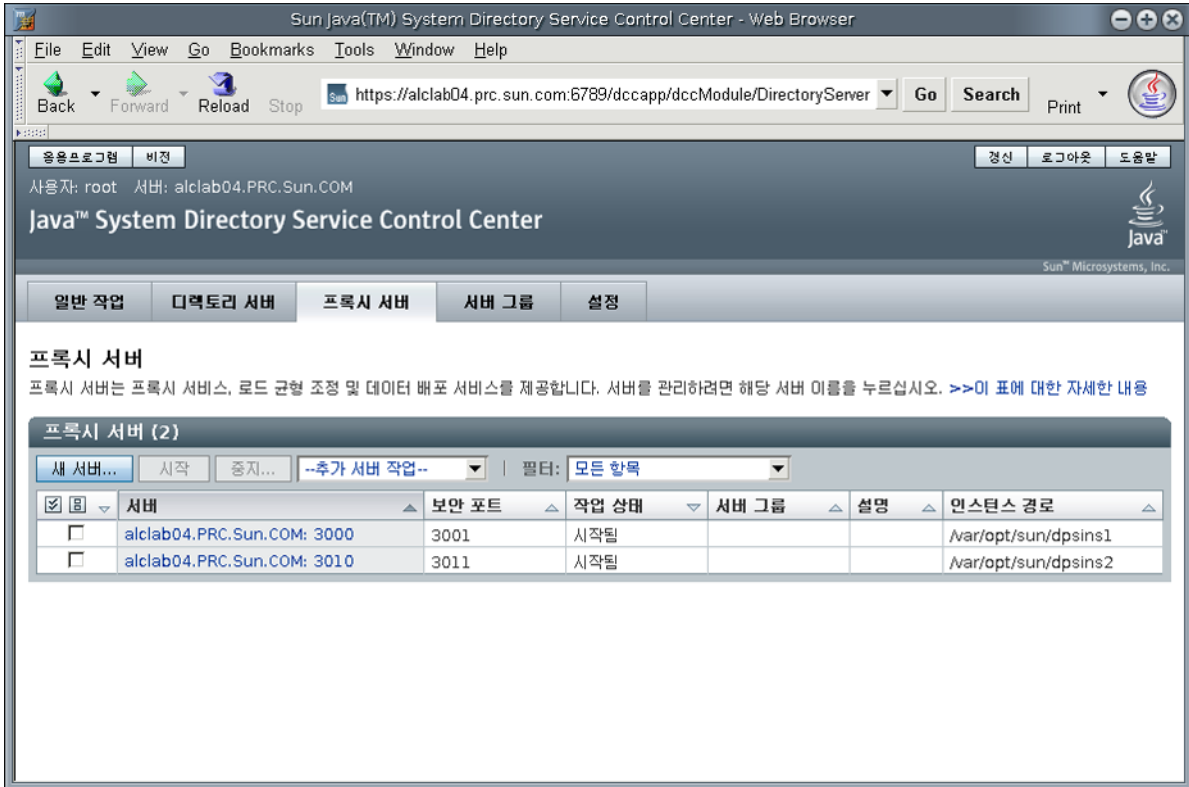 Sun Java(TM) System Directory Service Control Center - Web Browser
File Edit View Go Bookmarks Tools Window Help
Back Forward Reload Stop Sun https://alclab04.prc.sun.com:6789/dccapp/dccModule/DirectoryServer Go Search Print
응용프로그램 버전 갱신 로그아웃 도움말
사용자: root 서버: alclab04.PRC.Sun.COM
Java™ System Directory Service Control Center
Java™
Sun™ Microsystems, Inc.
일반 작업 디렉토리 서버 프록시 서버 서버 그룹 설정
프록시 서버
프록시 서버는 프록시 서비스, 로드 균형 조정 및 데이터 배포 서비스를 제공합니다. 서버를 관리하려면 해당 서버 이름을 누르십시오. >>이 표에 대한 자세한 내용
프록시 서버 (2)
새 서버... 시작 중지... --추가 서버 작업-- | 필터: 모든 항목
서버 보안 포트 작업 상태 서버 그룹 설명 인스턴스 경로
alclab04.PRC.Sun.COM: 3000 3001 시작됨 /var/opt/sun/dpsins1
alclab04.PRC.Sun.COM: 3010 3011 시작됨 /var/opt/sun/dpsins2